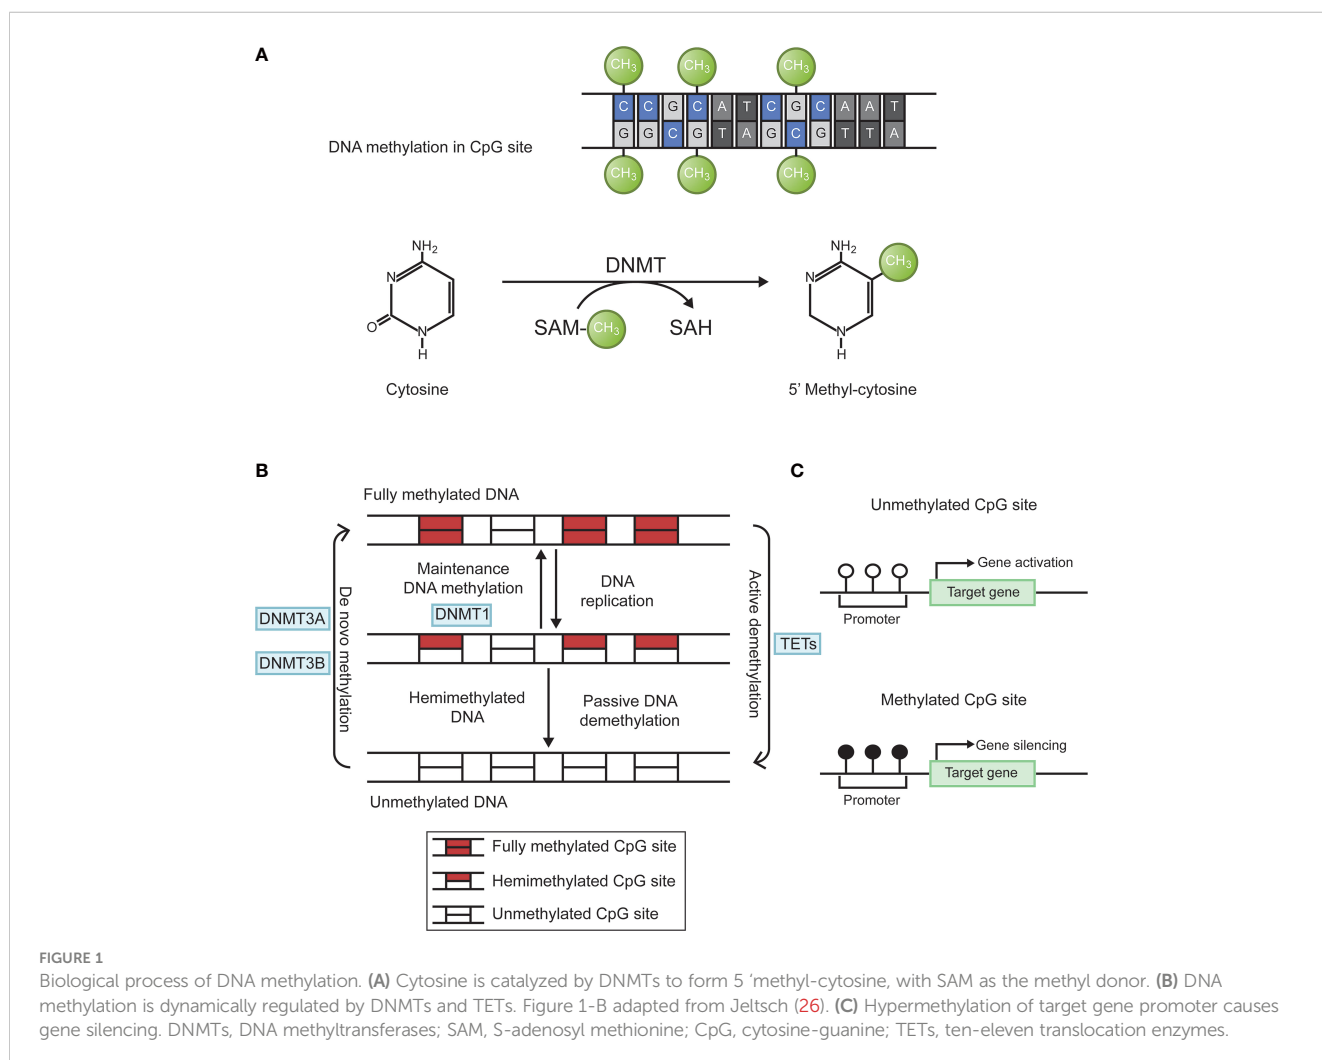 A
CH3 CH3 CH3
C C G C A T C G C A A T
G G C G T A G C G T T A
DNA methylation in CpG site
CH3 CH3 CH3
NH2
N
O
N
H
Cytosine
DNMT
SAM-CH3
SAH
NH2
CH3
N
N
H
5' Methyl-cytosine
B
Fully methylated DNA
Maintenance
DNA methylation
DNMT1
DNA
replication
De novo methylation
DNMT3A
DNMT3B
Active demethylation
TETs
Hemimethylated
DNA
Passive DNA
demethylation
Unmethylated DNA
Fully methylated CpG site
Hemimethylated CpG site
Unmethylated CpG site
C
Unmethylated CpG site
Gene activation
Target gene
Promoter
Methylated CpG site
Gene silencing
Target gene
Promoter
FIGURE 1
Biological process of DNA methylation. (A) Cytosine is catalyzed by DNMTs to form 5 'methyl-cytosine, with SAM as the methyl donor. (B) DNA
methylation is dynamically regulated by DNMTs and TETs. Figure 1-B adapted from Jeltsch (26). (C) Hypermethylation of target gene promoter causes
gene silencing. DNMTs, DNA methyltransferases; SAM, S-adenosyl methionine; CpG, cytosine-guanine; TETs, ten-eleven translocation enzymes.